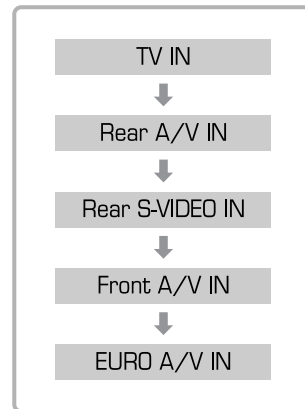 TV IN
Rear A/V IN
Rear S-VIDEO IN
Front A/V IN
EURO A/V IN